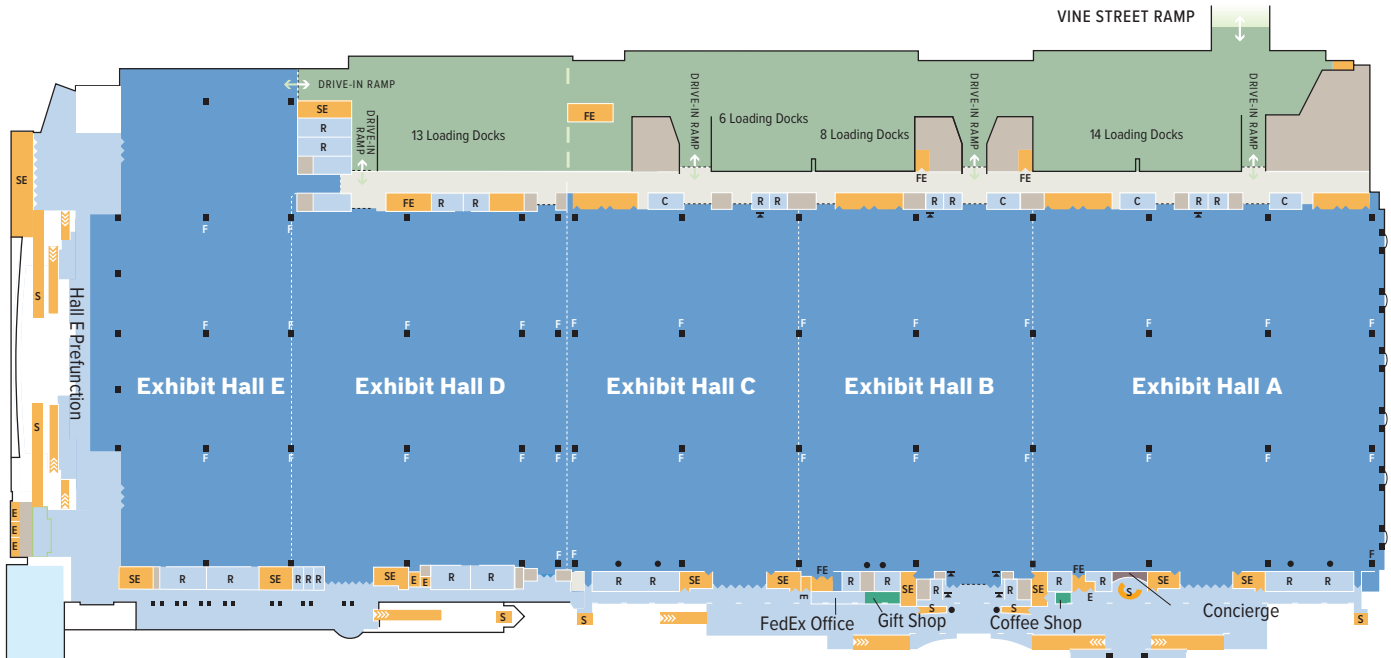 VINE STREET RAMP
DRIVE-IN RAMP
SE
R
R
DRIVE-IN
RAMP
13 Loading Docks
FE
DRIVE-IN RAMP
6 Loading Docks
8 Loading Docks
DRIVE-IN RAMP
14 Loading Docks
DRIVE-IN RAMP
FE
FE
SE
FE
R
R
C
R
R
R
R
C
C
R
R
C
F
F
S
Hall E Prefunction
F
F
F
F
F
F
F
F
F
F
F
F
F
Exhibit Hall E
Exhibit Hall D
Exhibit Hall C
Exhibit Hall B
Exhibit Hall A
S
F
F
F
F
F
F
F
F
F
F
F
F
F
E
E
E
F
F
F
SE
R
R
SE
R
R
R
SE
E
E
R
R
R
R
SE
SE
FE
E
R
R
SE
R
R
SE
R
FE
R
E
S
SE
SE
R
R
S
S
S
S
S
FedEx Office
Gift Shop
Coffee Shop
Concierge